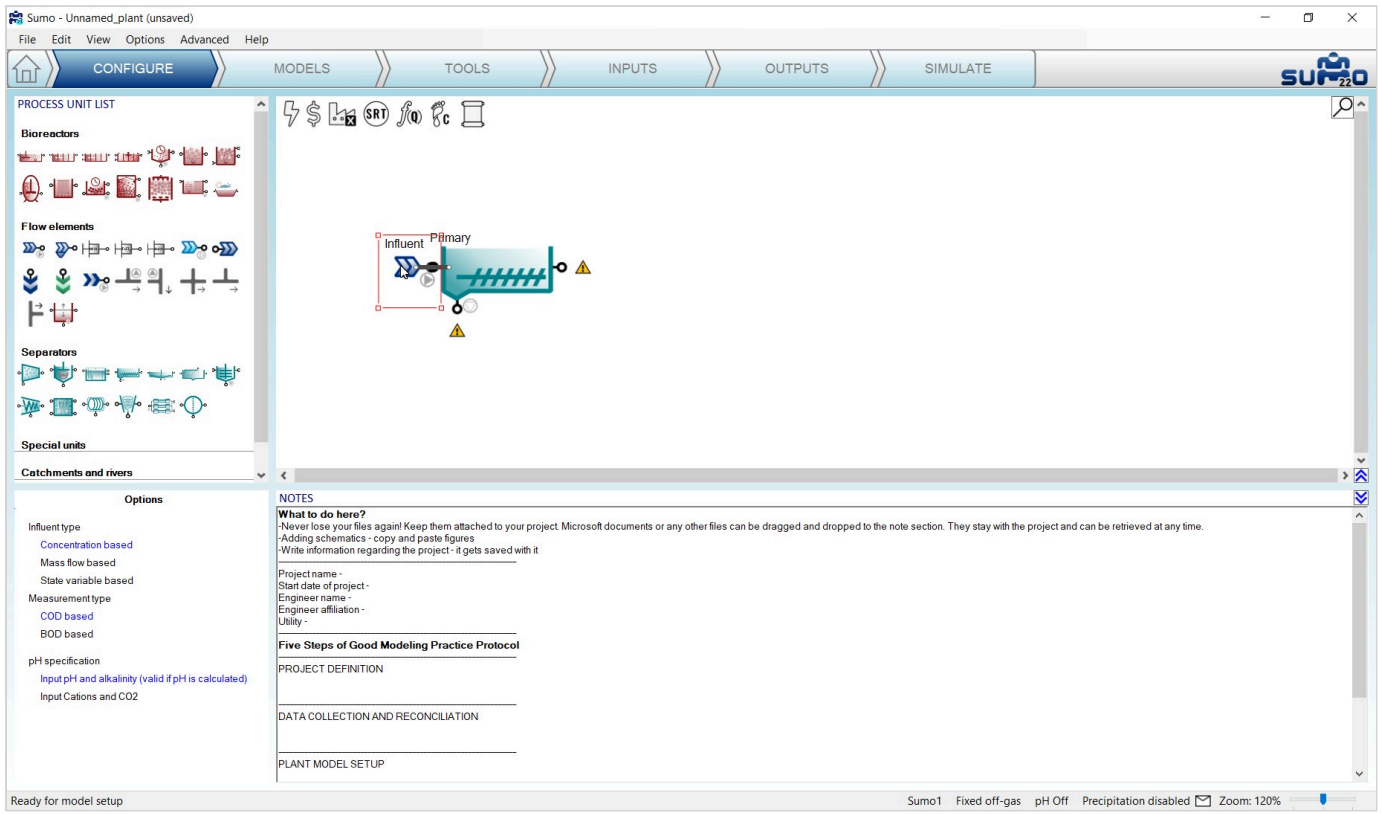 Sumo - Unnamed_plant (unsaved)
File Edit View Options Advanced Help
CONFIGURE MODELS TOOLS INPUTS OUTPUTS SIMULATE
SUMO 22
PROCESS UNIT LIST
Bioreactors
Flow elements
Separators
Special units
Catchments and rivers
$ x SRT f(Q) C
Influent Primary
Options
Influent type
Concentration based
Mass flow based
State variable based
Measurement type
COD based
BOD based
pH specification
Input pH and alkalinity (valid if pH is calculated)
Input Cations and CO2
NOTES
What to do here?
-Never lose your files again! Keep them attached to your project. Microsoft documents or any other files can be dragged and dropped to the note section. They stay with the project and can be retrieved at any time.
-Adding schematics - copy and paste figures
-Write information regarding the project - it gets saved with it
Project name -
Start date of project -
Engineer name -
Engineer affiliation -
Utility -
Five Steps of Good Modeling Practice Protocol
PROJECT DEFINITION
DATA COLLECTION AND RECONCILIATION
PLANT MODEL SETUP
Ready for model setup
Sumo1 Fixed off-gas pH Off Precipitation disabled Zoom: 120%